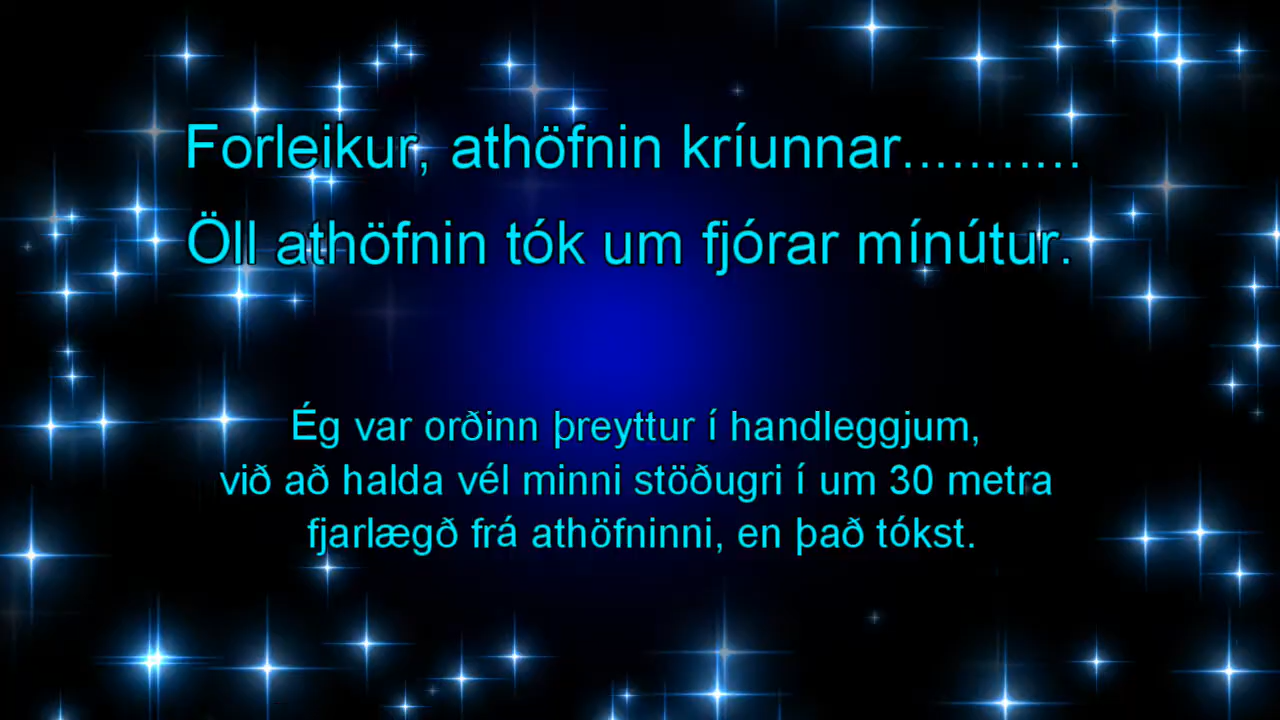 Forleikur, athöfnin kríunnar...........
Öll athöfnin tók um fjórar mínútur.
Ég var orðinn þreyttur í handleggjum,
við að halda vél minni stöðugri í um 30 metra
fjarlægð frá athöfninni, en það tókst.